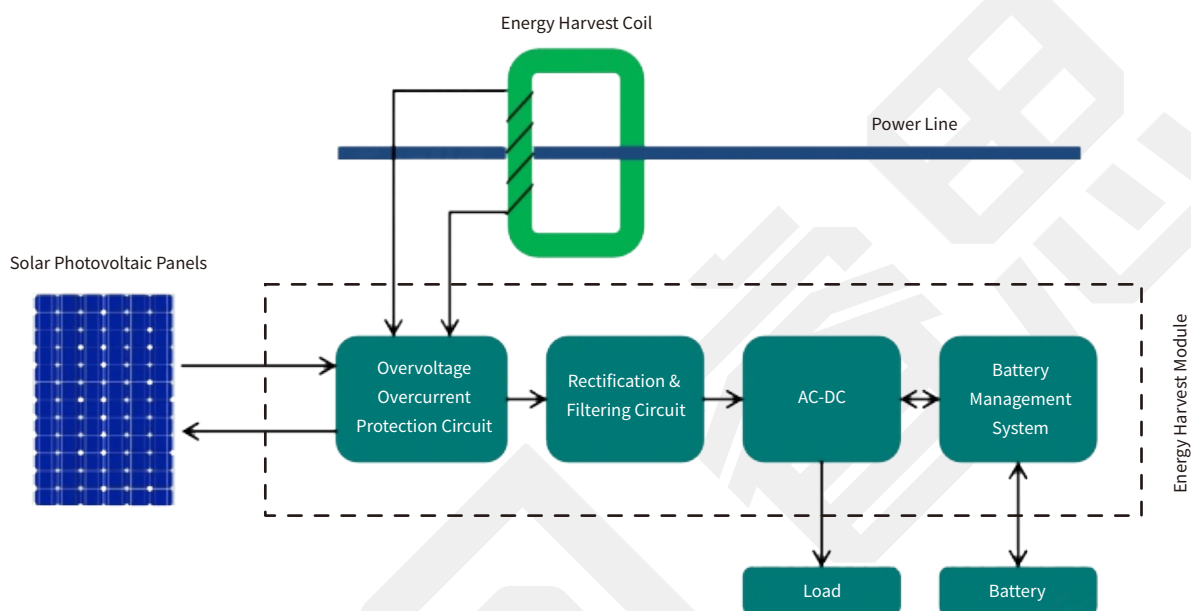 Energy Harvest Coil
Power Line
Solar Photovoltaic Panels
Overvoltage
Overcurrent
Protection Circuit
Rectification &
Filtering Circuit
AC-DC
Battery
Management
System
Energy Harvest Module
Load
Battery